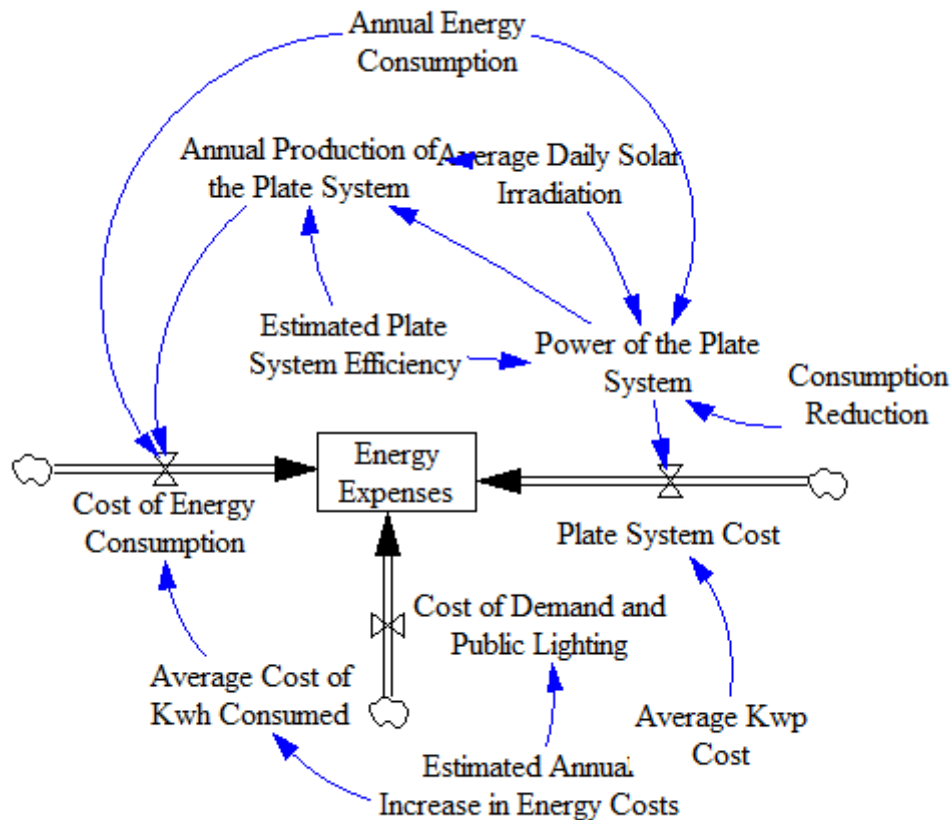 Annual Energy
Consumption
Annual Production of
the Plate System
Average Daily Solar
Irradiation
Estimated Plate
System Efficiency
Power of the Plate
System
Consumption
Reduction
Energy
Expenses
Cost of Energy
Consumption
Plate System Cost
Cost of Demand and
Public Lighting
Average Cost of
Kwh Consumed
Average Kwp
Cost
Estimated Annual
Increase in Energy Costs